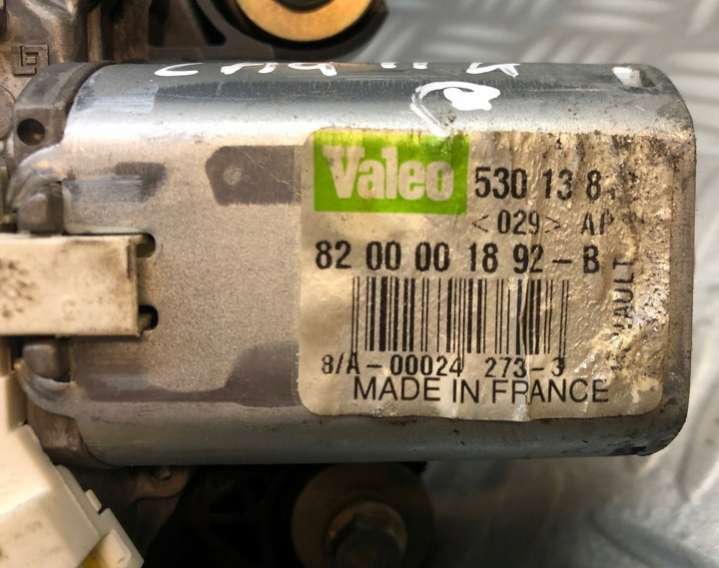 Valeo
530 13 8
<029> AP
82 00 00 18 92-B
8/A-00024 273-3
MADE IN FRANCE